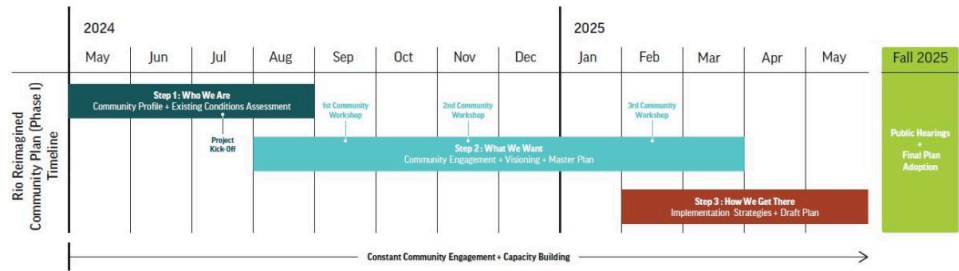 2024
2025
May Jun Jul Aug Sep Oct Nov Dec Jan Feb Mar Apr May
Fall 2025
Rio Reimagined
Community Plan (Phase I)
Timeline
Step 1 : Who We Are
Community Profile + Existing Conditions Assessment
Project
Kick-Off
1st Community
Workshop
2nd Community
Workshop
3rd Community
Workshop
Step 2 : What We Want
Community Engagement + Visioning + Master Plan
Step 3 : How We Get There
Implementation Strategies + Draft Plan
Public Hearings
+
Final Plan
Adoption
Constant Community Engagement + Capacity Building